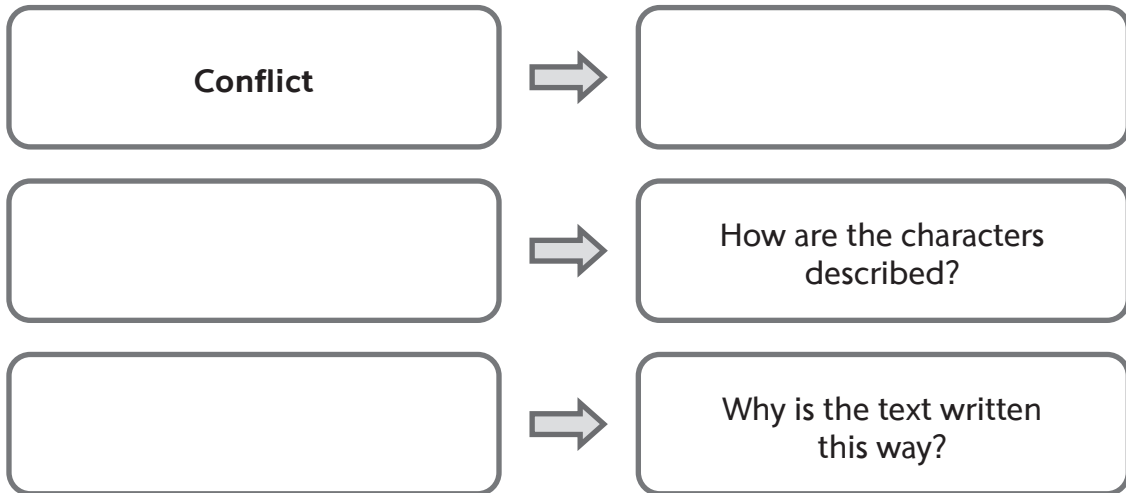 Conflict
How are the characters
described?
Why is the text written
this way?